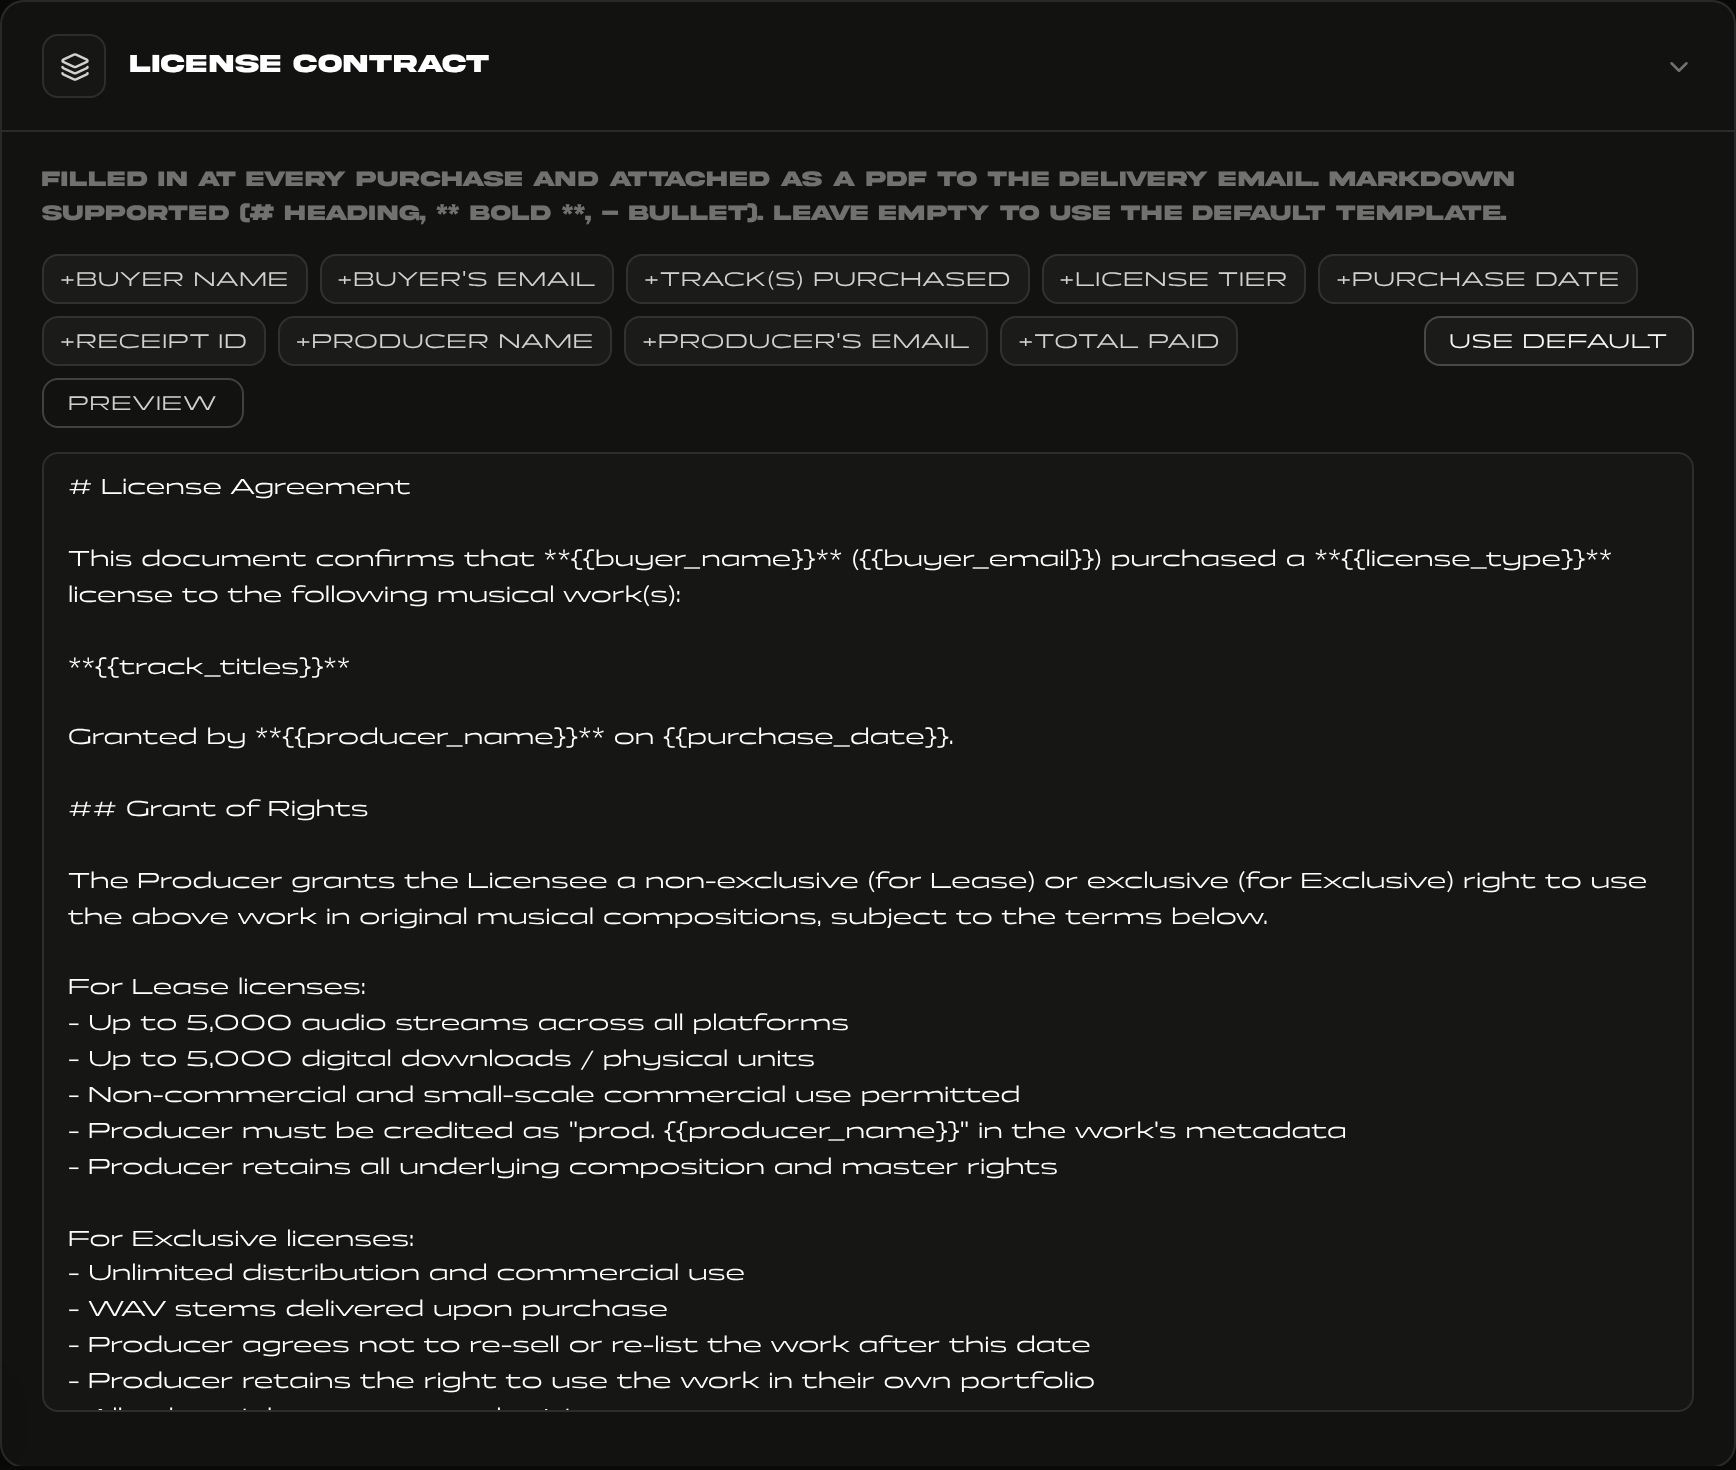 LICENSE CONTRACT
FILLED IN AT EVERY PURCHASE AND ATTACHED AS A PDF TO THE DELIVERY EMAIL. MARKDOWN
SUPPORTED (# HEADING, ** BOLD **, – BULLET). LEAVE EMPTY TO USE THE DEFAULT TEMPLATE.
+BUYER NAME +BUYER'S EMAIL +TRACK(S) PURCHASED +LICENSE TIER +PURCHASE DATE
+RECEIPT ID +PRODUCER NAME +PRODUCER'S EMAIL +TOTAL PAID USE DEFAULT
PREVIEW
# License Agreement
This document confirms that **{{buyer_name}}** ({{buyer_email}}) purchased a **{{license_type}}**
license to the following musical work(s):
**{{track_titles}}**
Granted by **{{producer_name}}** on {{purchase_date}}.
## Grant of Rights
The Producer grants the Licensee a non-exclusive (for Lease) or exclusive (for Exclusive) right to use
the above work in original musical compositions, subject to the terms below.
For Lease licenses:
- Up to 5,000 audio streams across all platforms
- Up to 5,000 digital downloads / physical units
- Non-commercial and small-scale commercial use permitted
- Producer must be credited as "prod. {{producer_name}}" in the work's metadata
- Producer retains all underlying composition and master rights
For Exclusive licenses:
- Unlimited distribution and commercial use
- WAV stems delivered upon purchase
- Producer agrees not to re-sell or re-list the work after this date
- Producer retains the right to use the work in their own portfolio